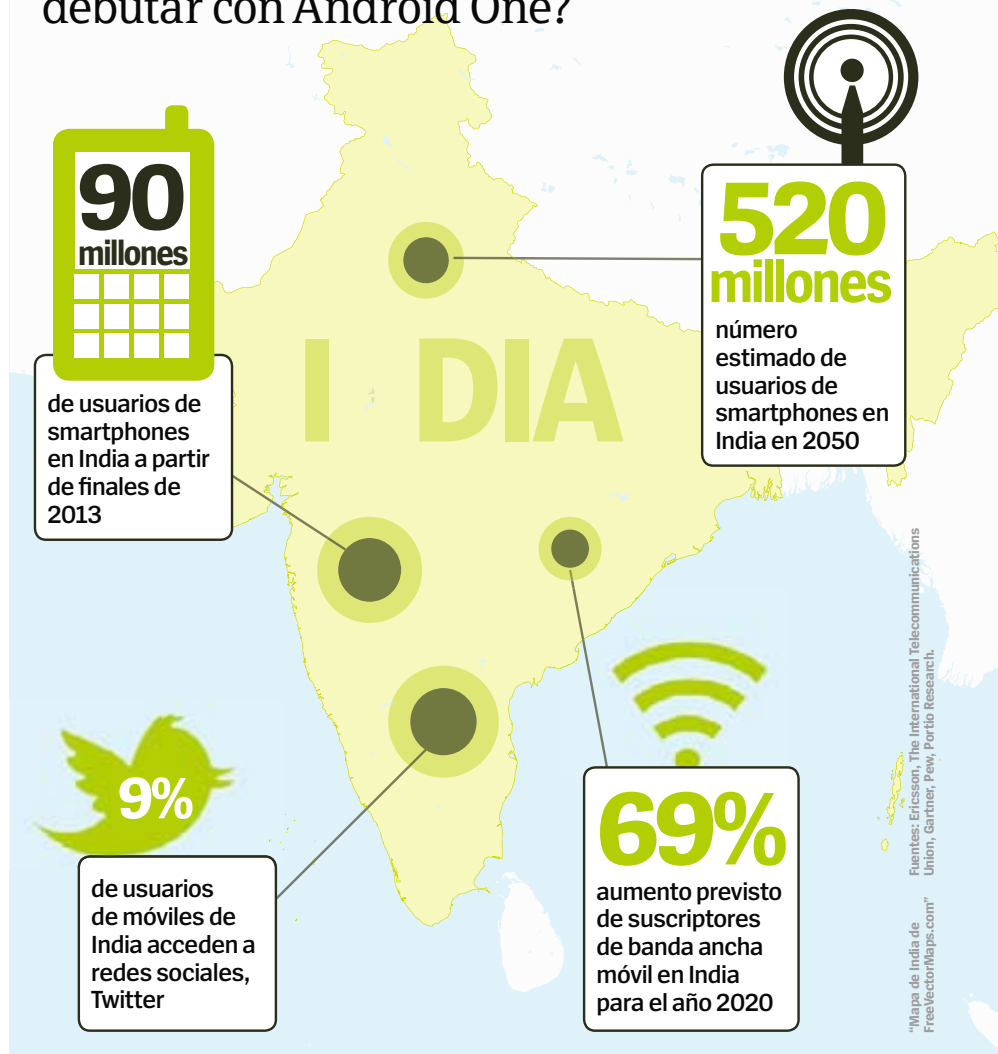 debutar con Android One?
90
millones
de usuarios de
smartphones
en India a partir
de finales de
2013
520
millones
número
estimado de
usuarios de
smartphones en
India en 2050
I DIA
9%
de usuarios
de móviles de
India acceden a
redes sociales,
Twitter
69%
aumento previsto
de suscriptores
de banda ancha
móvil en India
para el año 2020
Fuentes: Ericsson, The International Telecommunications
Union, Gartner, Pew, Portio Research.
“Mapa de India de
FreeVectorMaps.com”